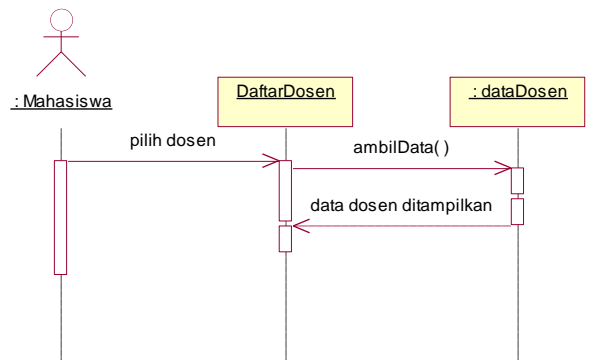 : Mahasiswa
DaftarDosen
: dataDosen
pilih dosen
ambilData( )
data dosen ditampilkan